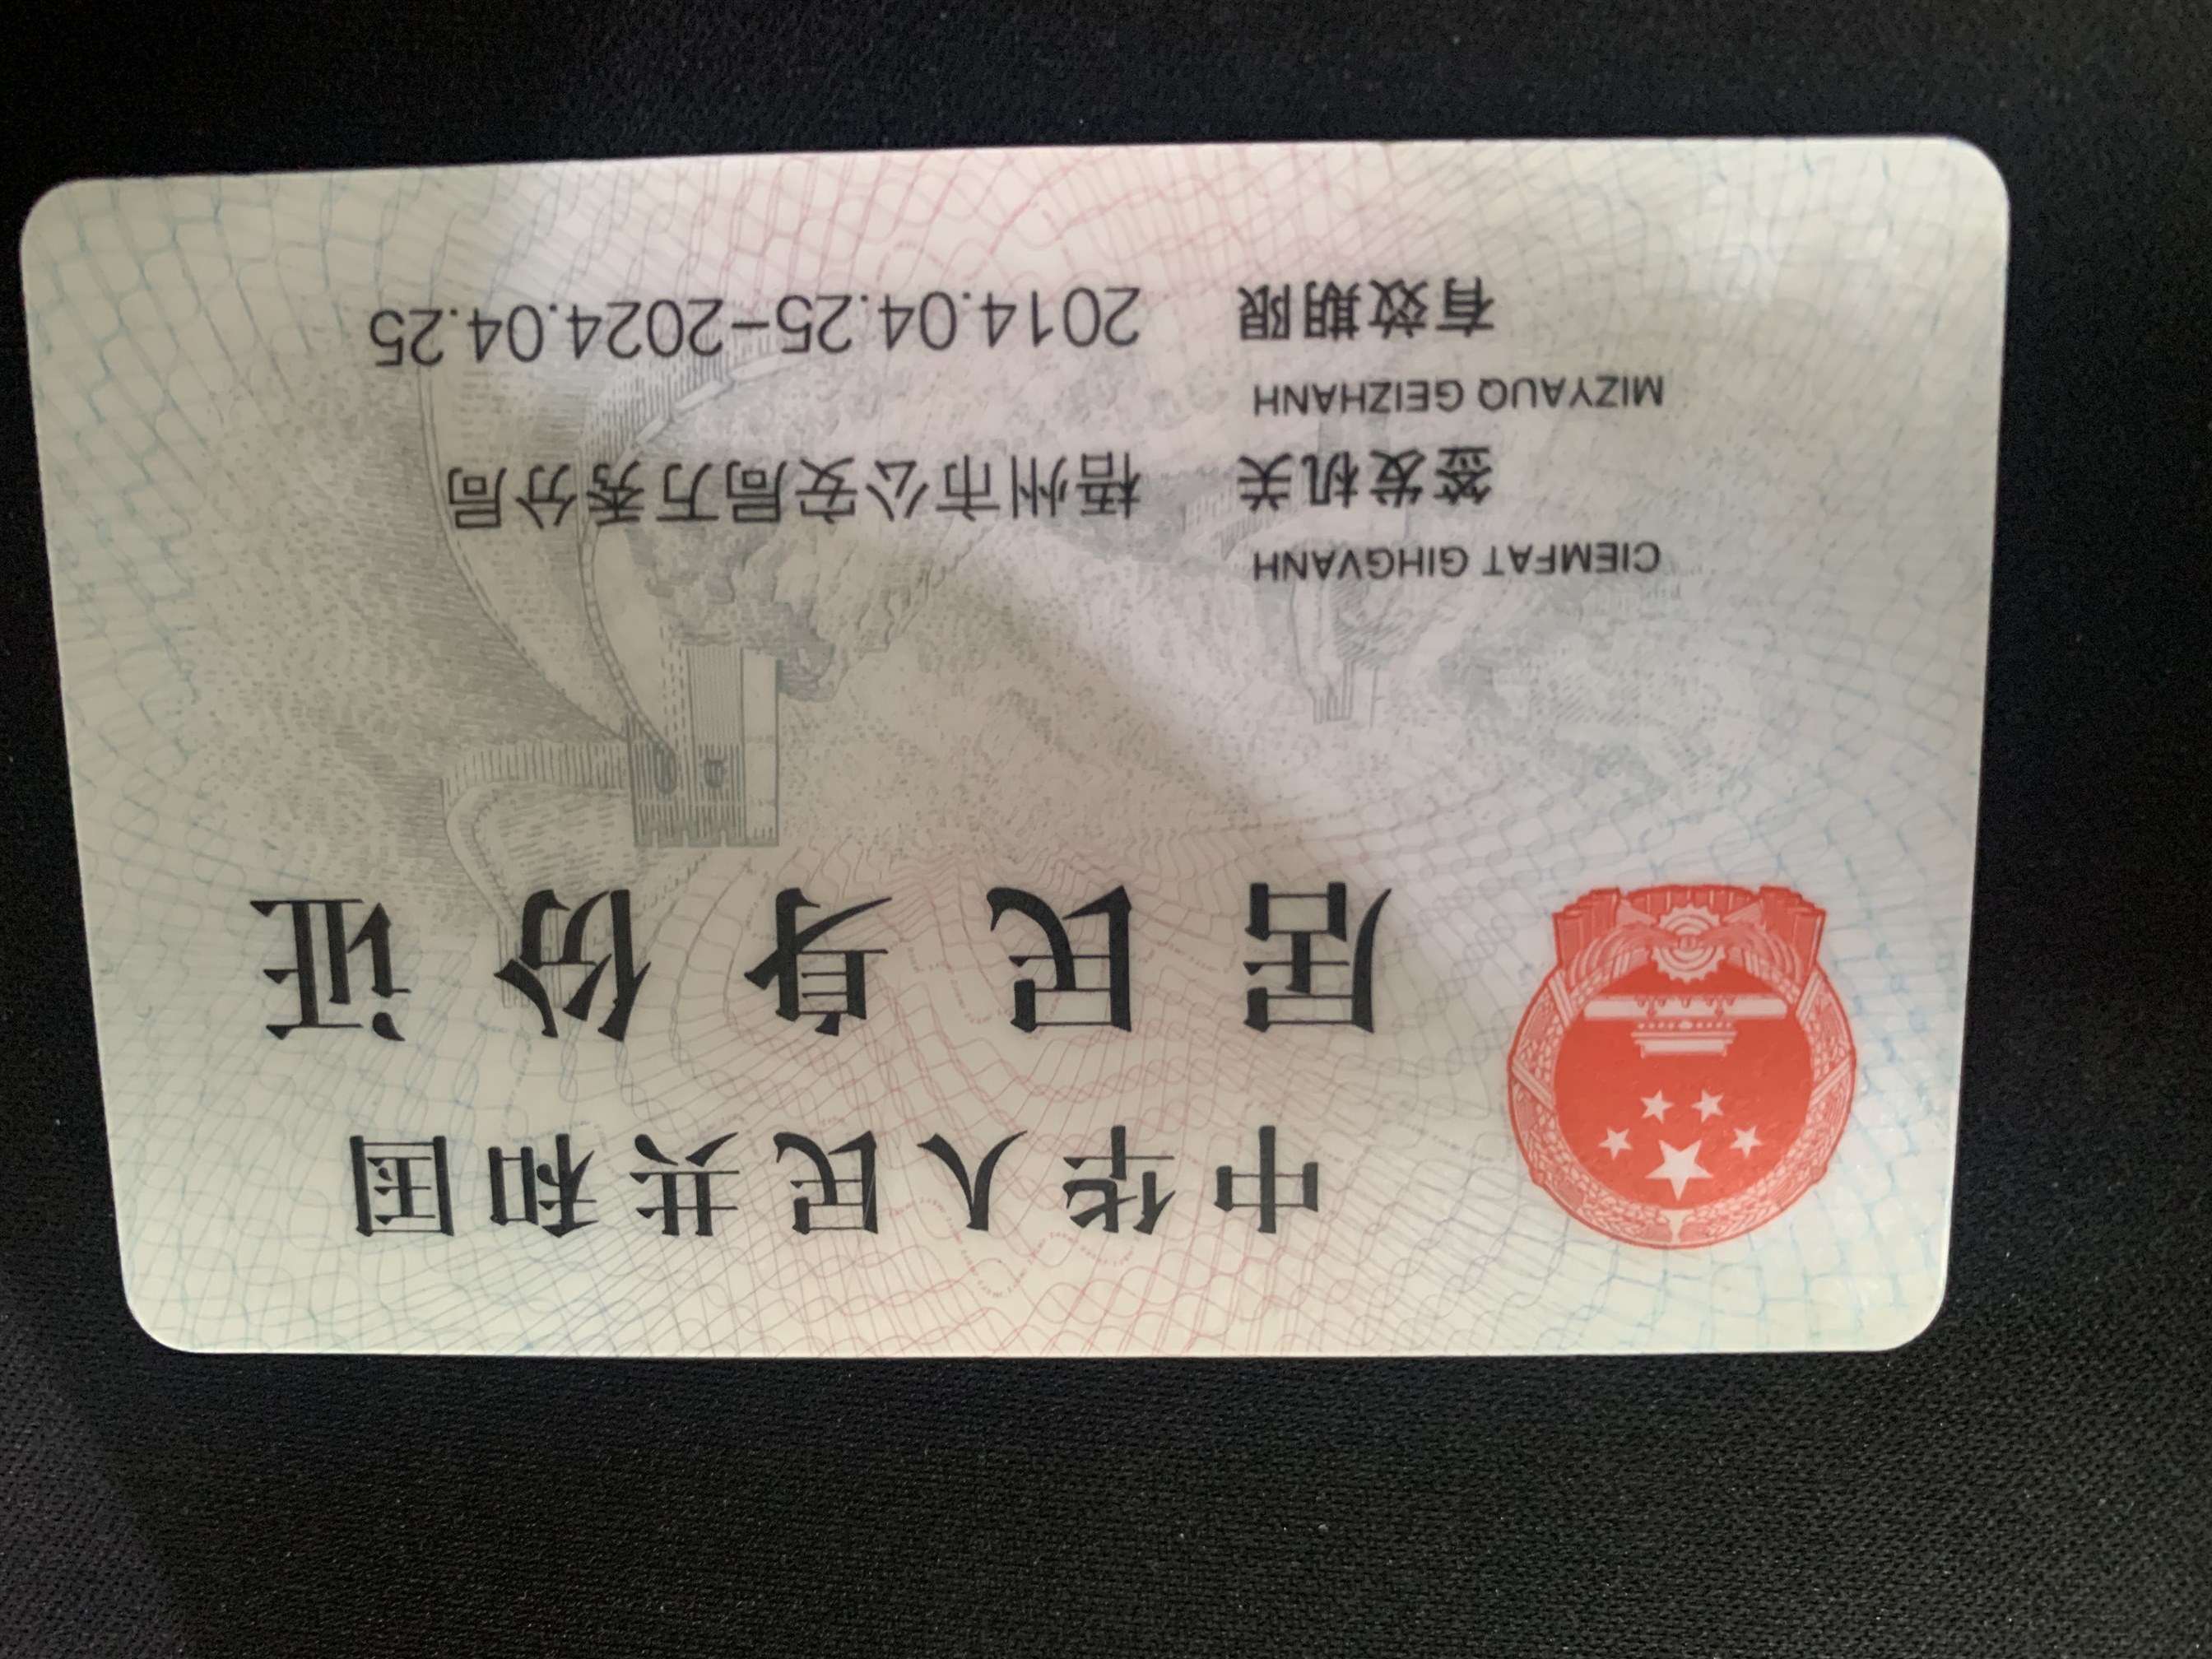 中华人民共和国
居民身份证
CIEMFAT GIHGVANH
签发机关 梧州市公安局万秀分局
MIZYAUQ GEIZHANH
有效期限 2014.04.25-2024.04.25